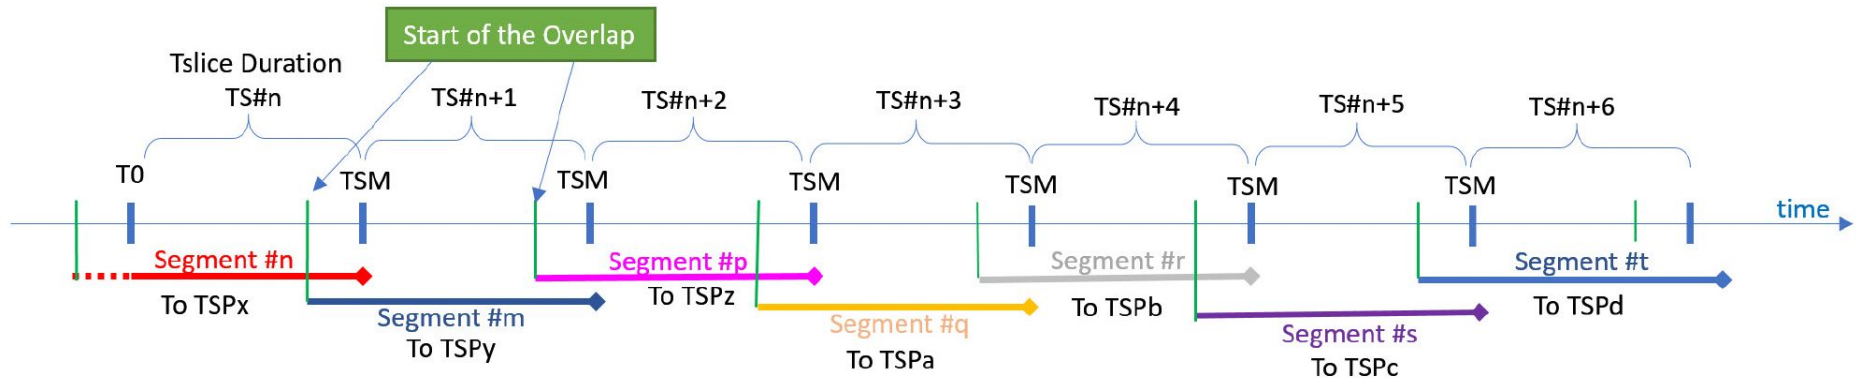 Start of the Overlap
Tslice Duration
TS#n
TS#n+1
TS#n+2
TS#n+3
TS#n+4
TS#n+5
TS#n+6
T0
TSM
TSM
TSM
TSM
TSM
TSM
time
Segment #n
To TSPx
Segment #m
To TSPy
Segment #p
To TSPz
Segment #q
To TSPa
Segment #r
To TSPb
Segment #s
To TSPc
Segment #t
To TSPd